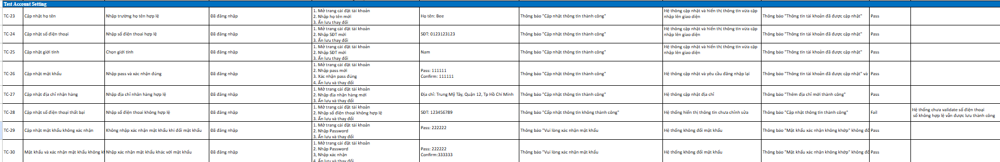 Test Account Setting
TC-23
Cập nhật họ tên
Nhập trường họ tên hợp lệ
Đã đăng nhập
1. Mở trang cài đặt tài khoản
2. Nhập họ tên mới
3. Ấn lưu thay đổi
Họ tên: Bee
Thông báo "Cập nhật thông tin thành công"
Hệ thống cập nhật và hiển thị thông tin vừa cập
nhập lên giao diện
Thông báo "Thông tin tài khoản đã được cập nhật"
Pass
TC-24
Cập nhật số điện thoại
Nhập số điên thoai hợp lệ
Đã đăng nhập
1. Mở trang cài đặt tài khoản
2. Nhập SĐT mới
3. Ấn lưu thay đổi
SĐT: 0123123123
Thông báo "Cập nhật thông tin thành công"
Hệ thống cập nhật và hiển thị thông tin vừa cập
nhập lên giao diện
Thông báo "Thông tin tài khoản đã được cập nhật"
Pass
TC-25
Cập nhật giới tính
Chọn giới tính
Đã đăng nhập
1. Mở trang cài đặt tài khoản
2. Nhập SĐT mới
3. Ấn lưu thay đổi
Nam
Thông báo "Cập nhật thông tin thành công"
Hệ thống cập nhật và hiển thị thông tin vừa cập
nhập lên giao diện
Thông báo "Thông tin tài khoản đã được cập nhật"
Pass
TC-26
Cập nhật mật khẩu
Nhập pass và xác nhận đúng
Đã đăng nhập
1. Mở trang cài đặt tài khoản
2. Nhập pass mới
3. Xác nhận pass đúng
4. Ấn lưu và thay đổi
Pass: 111111
Confirm: 111111
Thông báo "Cập nhật thông tin thành công"
Hệ thống cập nhật và yêu cầu đăng nhập lại
Thông báo "Thông tin tài khoản đã được cập nhật" và
Pass
TC-27
Cập nhật địa chỉ nhận hàng
Nhập địa chỉ nhân hàng hợp lệ
Đã đăng nhập
1. Mở trang cài đặt tài khoản
2. Nhập địa nhận hàng mới
3. Ấn lưu và thay đổi
Địa chỉ: Trung Mỹ Tây, Quận 12, Tp Hồ Chí Minh
Thông báo "Cập nhật thông tin thành công"
Hệ thống cập nhật địa chỉ
Thông báo "Thêm địa chỉ mới thành công"
Pass
TC-28
Cập nhật số điện thoại thất bại
Nhập số điên thoai không hợp lệ
Đã đăng nhập
1. Mở trang cài đặt tài khoản
2. Nhập số điện thoại không hợp lệ
3. Ấn lưu và thay đổi
SĐT: 123456789
Thông báo "Cấp nhật thông tin không thành công"
Hệ thống hiển thị thông tin chưa chỉnh sửa
Thông báo "Cập nhật thông tin thành công"
Fail
Hệ thống chưa validate số điện thoại
số không hợp lệ vẫn được lưu thành công
TC-29
Cập nhật mật khẩu không xác nhận
Không nhập xác nhận mật khẩu khi đổi mật khẩu
Đã đăng nhập
1. Mở trang cài đặt tài khoản
2. Nhập Password
3. Ấn lưu và thay đổi
Pass: 222222
Thông báo "Vui lòng xác nhận mật khẩu
Hệ thống không đổi mật khẩu
Thông báo "Mật khẩu xác nhận không khớp" không đổ
Pass
TC-30
Mật khẩu và xác nhận mật khẩu không kh
Nhập xác nhận mật khẩu khác với mật khẩu
Đã đăng nhập
1. Mở trang cài đặt tài khoản
2. Nhập Password
3, Nhập xác nhận
4. Ấn lưu và thay đổi
Pass: 222222
Confirm:333333
Thông báo "Vui lòng xác nhận mật khẩu
Hệ thống không đổi mật khẩu
Thông báo "Mật khẩu xác nhận không khớp" không đổ
Pass